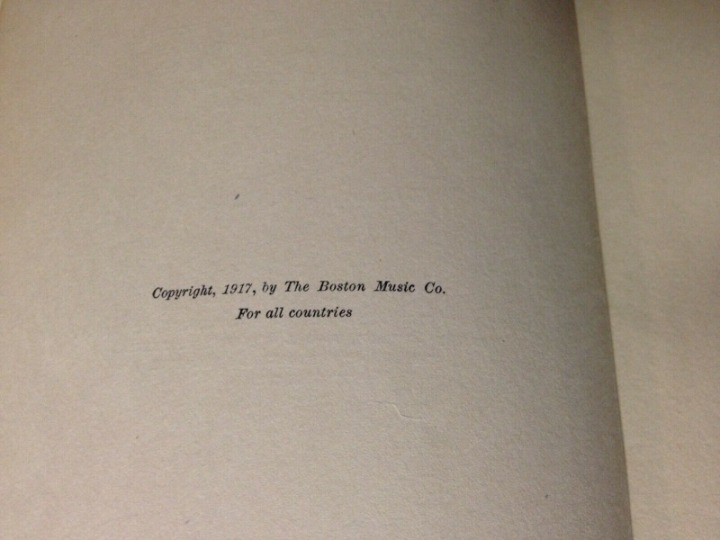 Copyright, 1917, by The Boston Music Co.
For all countries